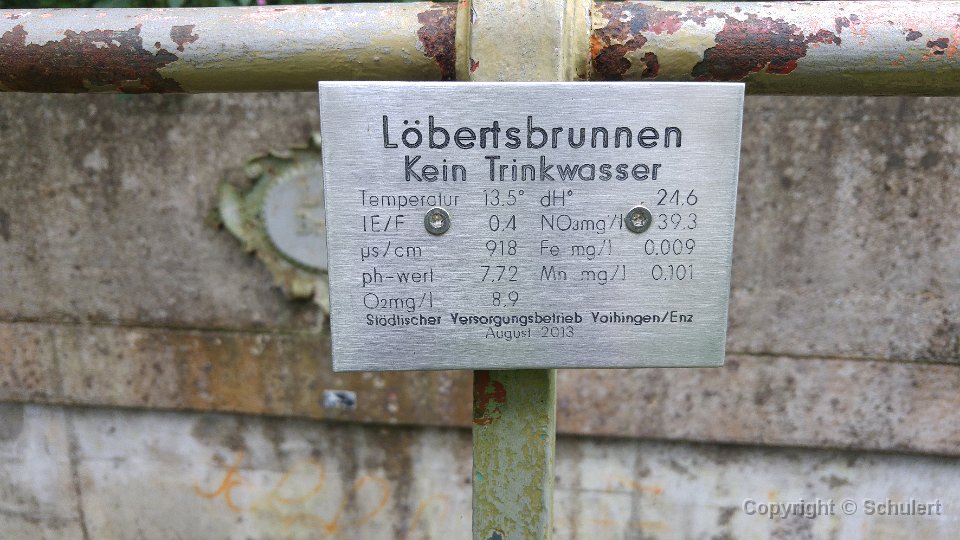 Löbertsbrunnen
Kein Trinkwasser
Temperatur 13.5° dH° 24.6
TE/F 0.4 NO3mg/l 39.3
µs/cm 918 Fe mg/l 0.009
ph-wert 7.72 Mn mg/l 0.101
O2mg/l 8.9
Städtischer Versorgungsbetrieb Vaihingen/Enz
August 2013
Copyright © Schulert